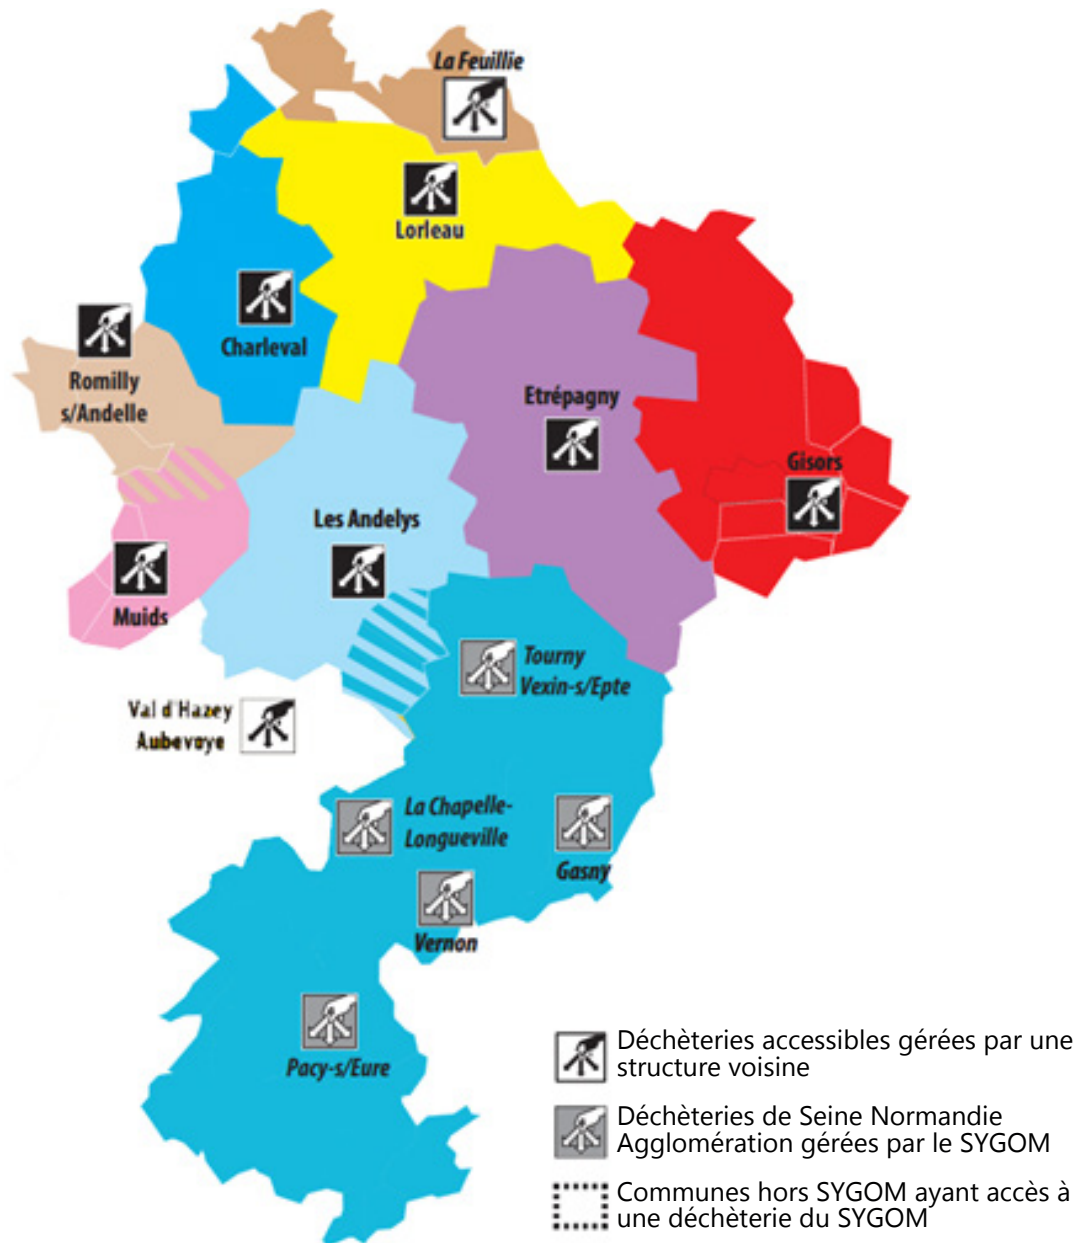 La Feuillie
Lorleau
Charleval
Romilly
s/Andelle
Etrépagny
Gisors
Les Andelys
Muids
Tourny
Vexin-s/Epte
Val d'Hazey
Aubevoye
La Chapelle-
Longueville
Gasny
Vernon
Pacy-s/Eure
Déchèteries accessibles gérées par une
structure voisine
Déchèteries de Seine Normandie
Agglomération gérées par le SYGOM
Communes hors SYGOM ayant accès à
une déchèterie du SYGOM